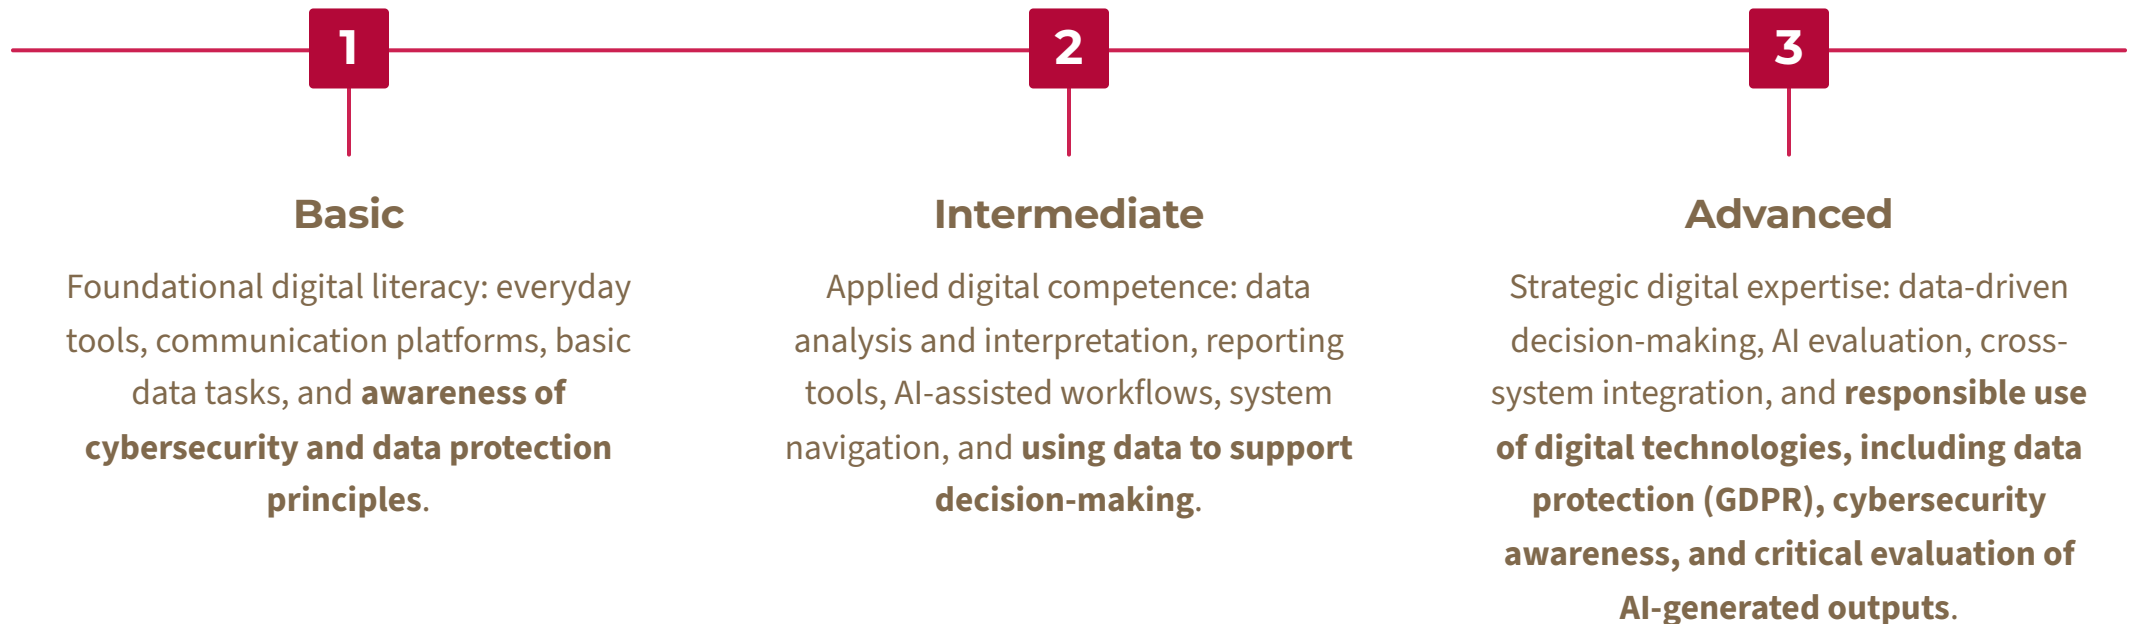 1
2
3
Basic
Foundational digital literacy: everyday
tools, communication platforms, basic
data tasks, and awareness of
cybersecurity and data protection
principles.
Intermediate
Applied digital competence: data
analysis and interpretation, reporting
tools, AI-assisted workflows, system
navigation, and using data to support
decision-making.
Advanced
Strategic digital expertise: data-driven
decision-making, AI evaluation, cross-
system integration, and responsible use
of digital technologies, including data
protection (GDPR), cybersecurity
awareness, and critical evaluation of
AI-generated outputs.